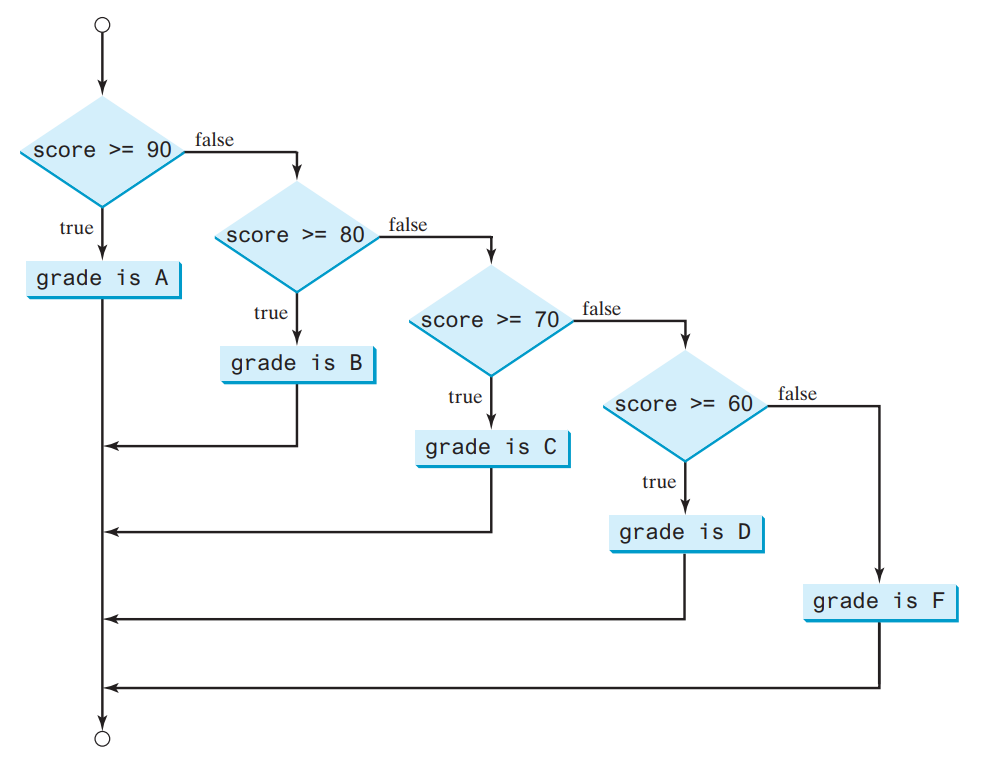 score >= 90
false
true
grade is A
score >= 80
false
true
grade is B
score >= 70
false
true
grade is C
score >= 60
false
true
grade is D
grade is F